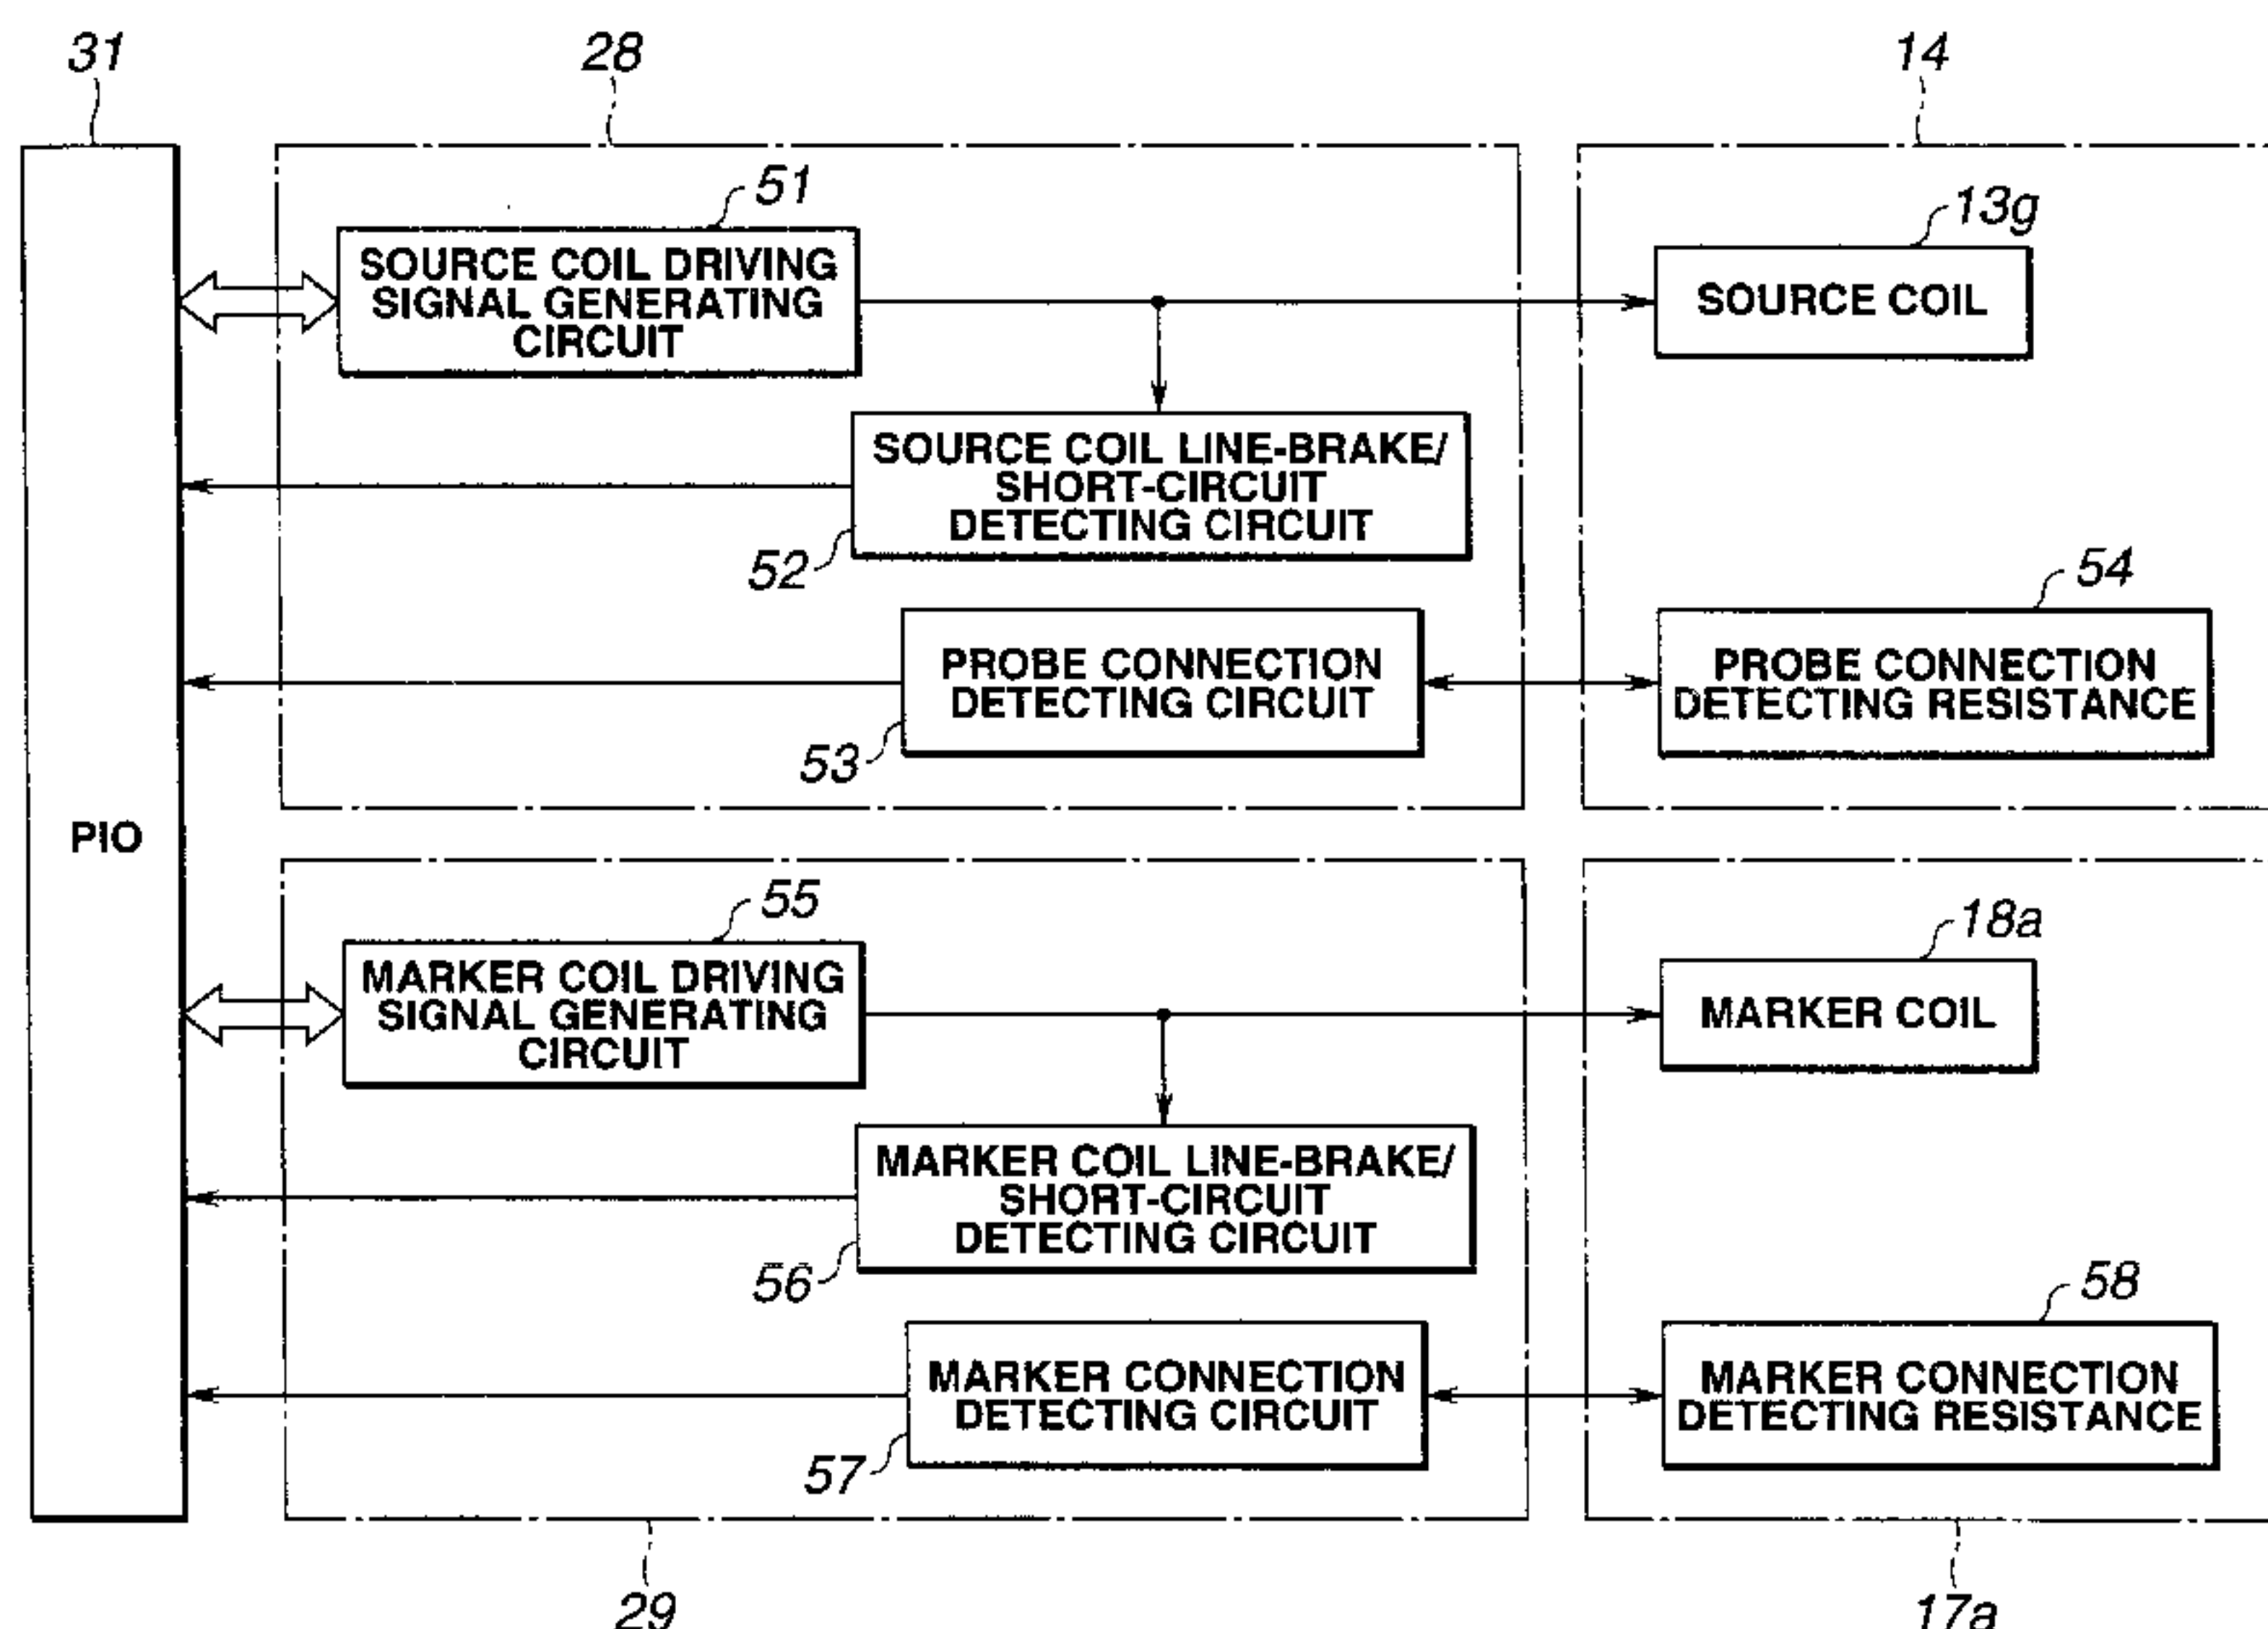 31
28
14
51
13g
SOURCE COIL DRIVING
SIGNAL GENERATING
CIRCUIT
SOURCE COIL
SOURCE COIL LINE-BRAKE/
SHORT-CIRCUIT
DETECTING CIRCUIT
52
54
PROBE CONNECTION
DETECTING CIRCUIT
PROBE CONNECTION
DETECTING RESISTANCE
53
PIO
55
18a
MARKER COIL DRIVING
SIGNAL GENERATING
CIRCUIT
MARKER COIL
MARKER COIL LINE-BRAKE/
SHORT-CIRCUIT
DETECTING CIRCUIT
56
58
MARKER CONNECTION
DETECTING CIRCUIT
MARKER CONNECTION
DETECTING RESISTANCE
57
29
17a